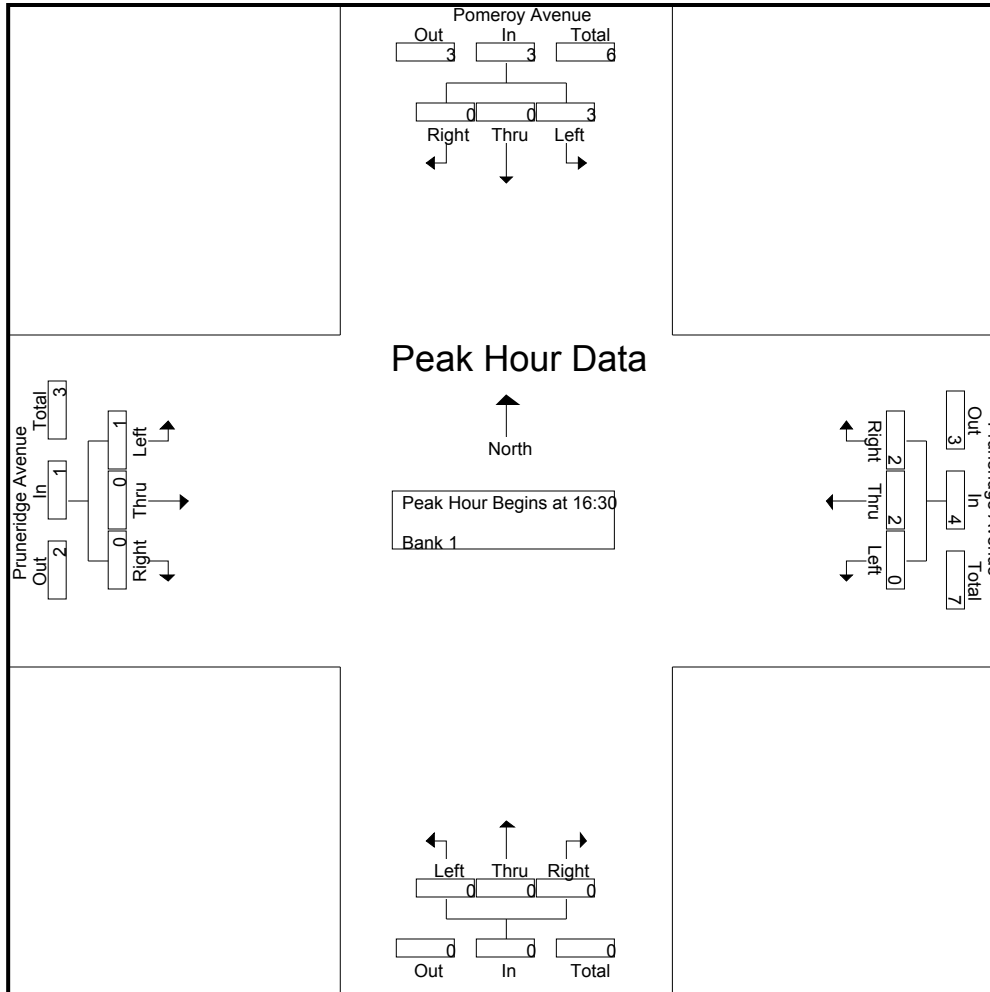 Pomeroy Avenue
Out In Total
3 3 6
0 0 3
Right Thru Left
Peak Hour Data
North
Peak Hour Begins at 16:30
Bank 1
Pruneridge Avenue
Total In Out
3 1 2
1 0 0
Left Thru Right
Right Thru Left
2 2 0
3 4 7
Out In Total
Left Thru Right
0 0 0
0 0 0
Out In Total